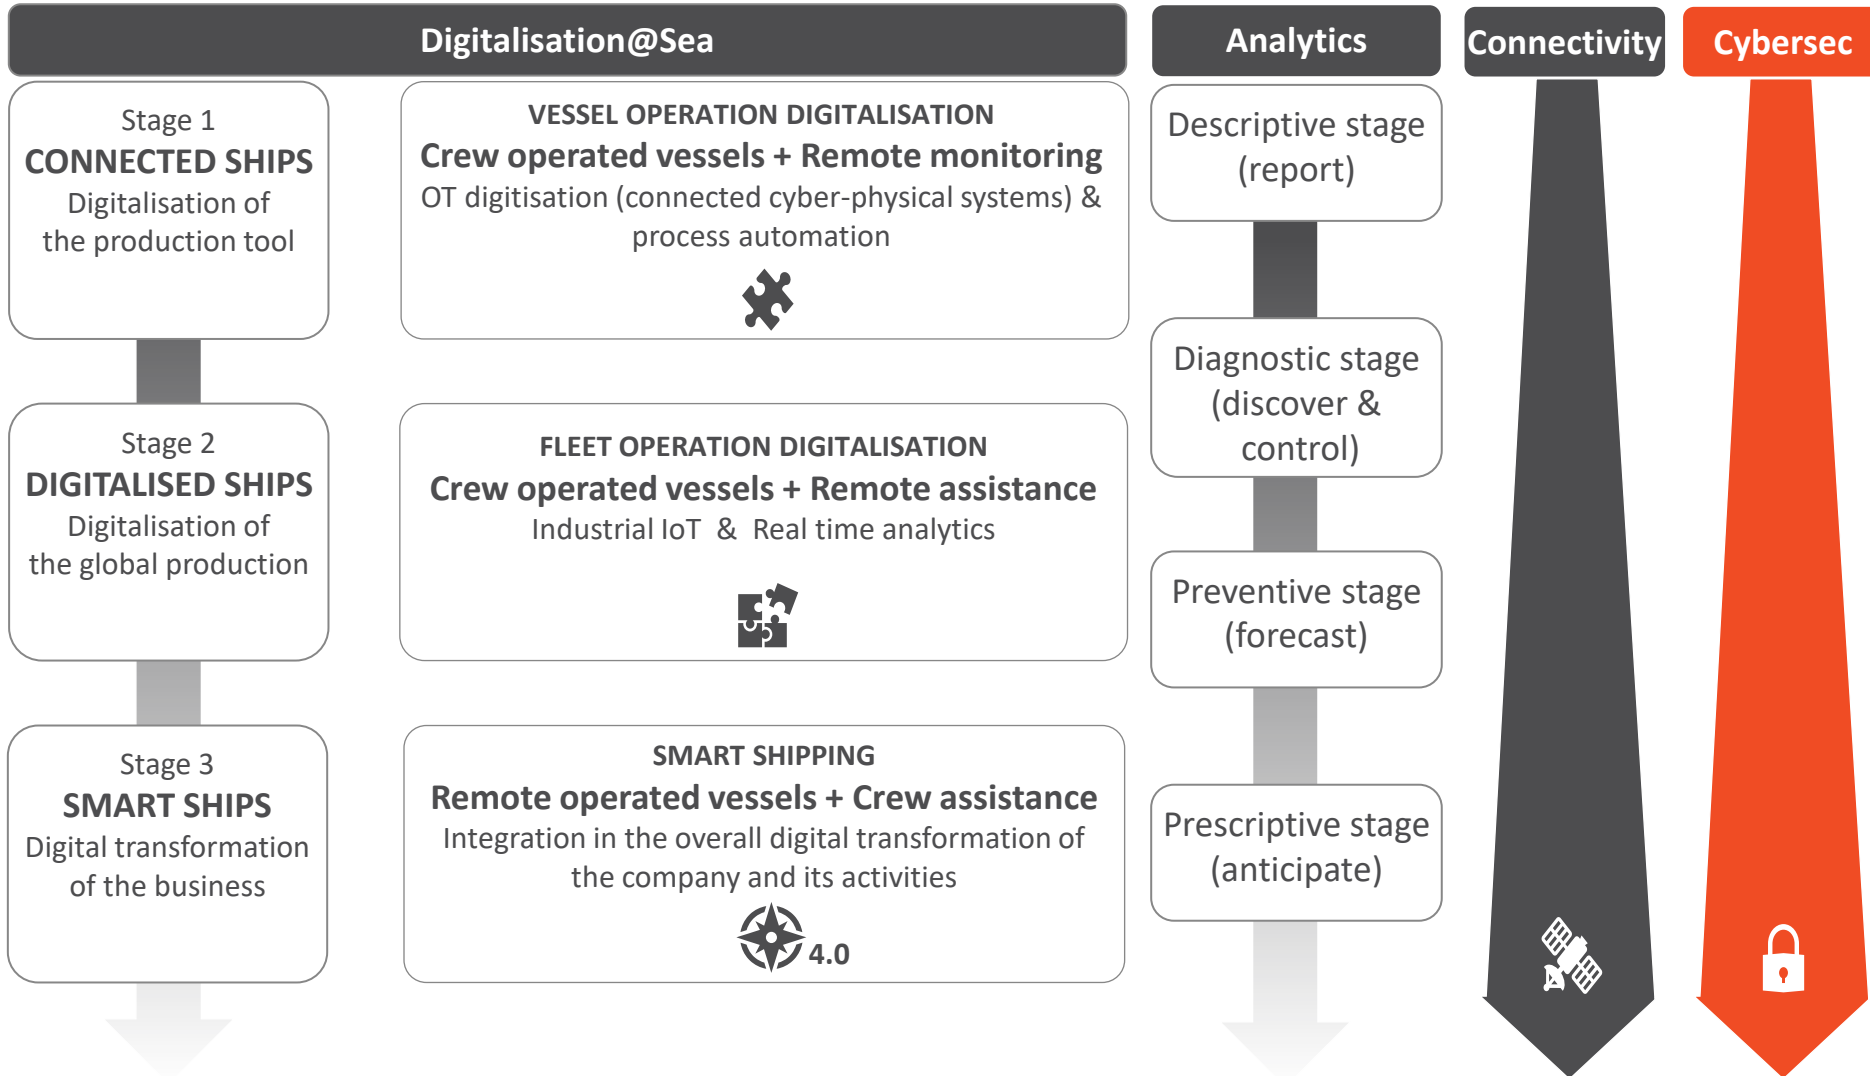 Digitalisation@Sea
Analytics
Connectivity
Cybersec
Stage 1
CONNECTED SHIPS
Digitalisation of
the production tool
VESSEL OPERATION DIGITALISATION
Crew operated vessels + Remote monitoring
OT digitisation (connected cyber-physical systems) &
process automation
Stage 2
DIGITALISED SHIPS
Digitalisation of
the global production
FLEET OPERATION DIGITALISATION
Crew operated vessels + Remote assistance
Industrial IoT & Real time analytics
Stage 3
SMART SHIPS
Digital transformation
of the business
SMART SHIPPING
Remote operated vessels + Crew assistance
Integration in the overall digital transformation of
the company and its activities
4.0
Descriptive stage
(report)
Diagnostic stage
(discover &
control)
Preventive stage
(forecast)
Prescriptive stage
(anticipate)